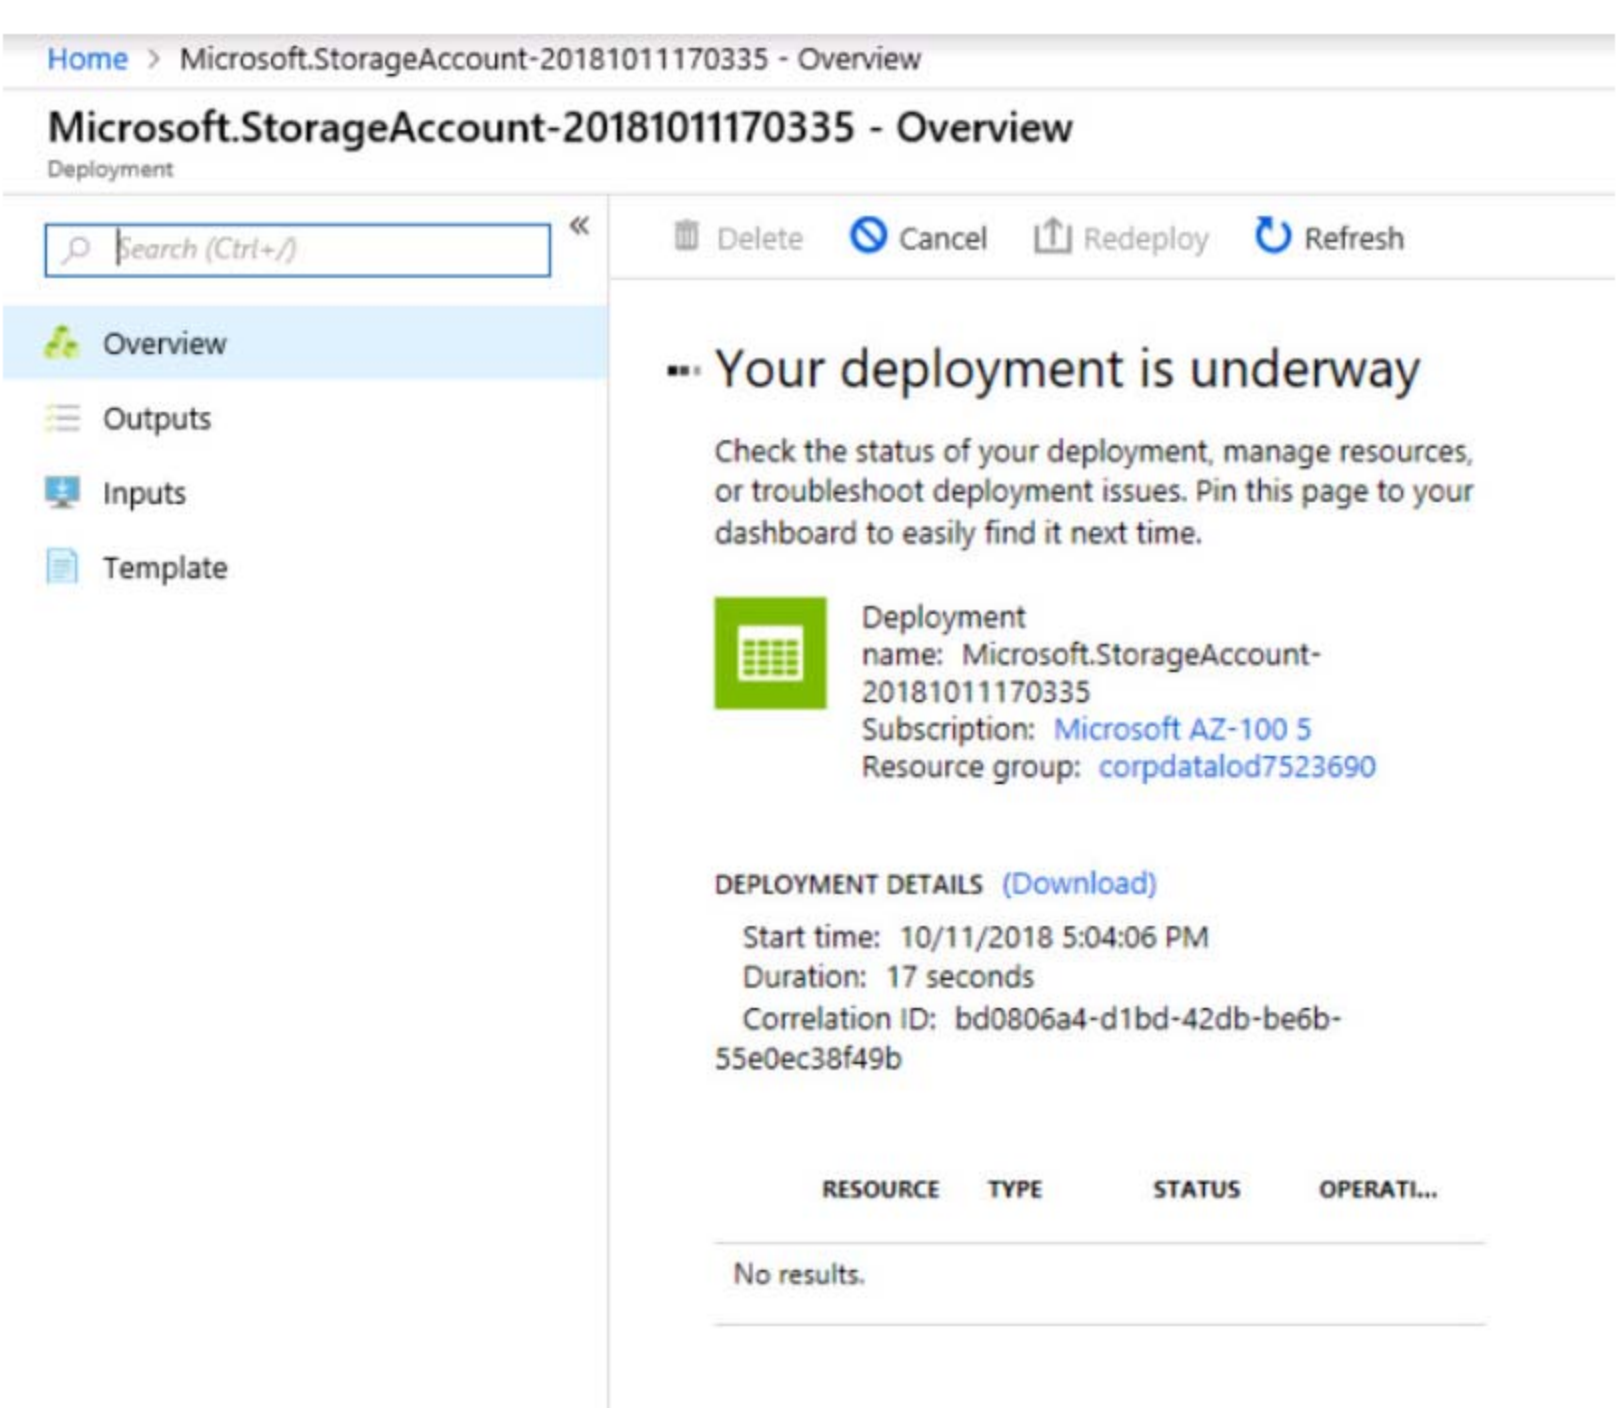 Home > Microsoft.StorageAccount-20181011170335 - Overview
Microsoft.StorageAccount-20181011170335 - Overview
Deployment
Search (Ctrl+/)
«
Overview
Outputs
Inputs
Template
Delete Cancel Redeploy Refresh
Your deployment is underway
Check the status of your deployment, manage resources,
or troubleshoot deployment issues. Pin this page to your
dashboard to easily find it next time.
Deployment
name: Microsoft.StorageAccount-
20181011170335
Subscription: Microsoft AZ-100 5
Resource group: corpdatalod7523690
DEPLOYMENT DETAILS (Download)
Start time: 10/11/2018 5:04:06 PM
Duration: 17 seconds
Correlation ID: bd0806a4-d1bd-42db-be6b-
55e0ec38f49b
RESOURCE TYPE STATUS OPERATI...
No results.